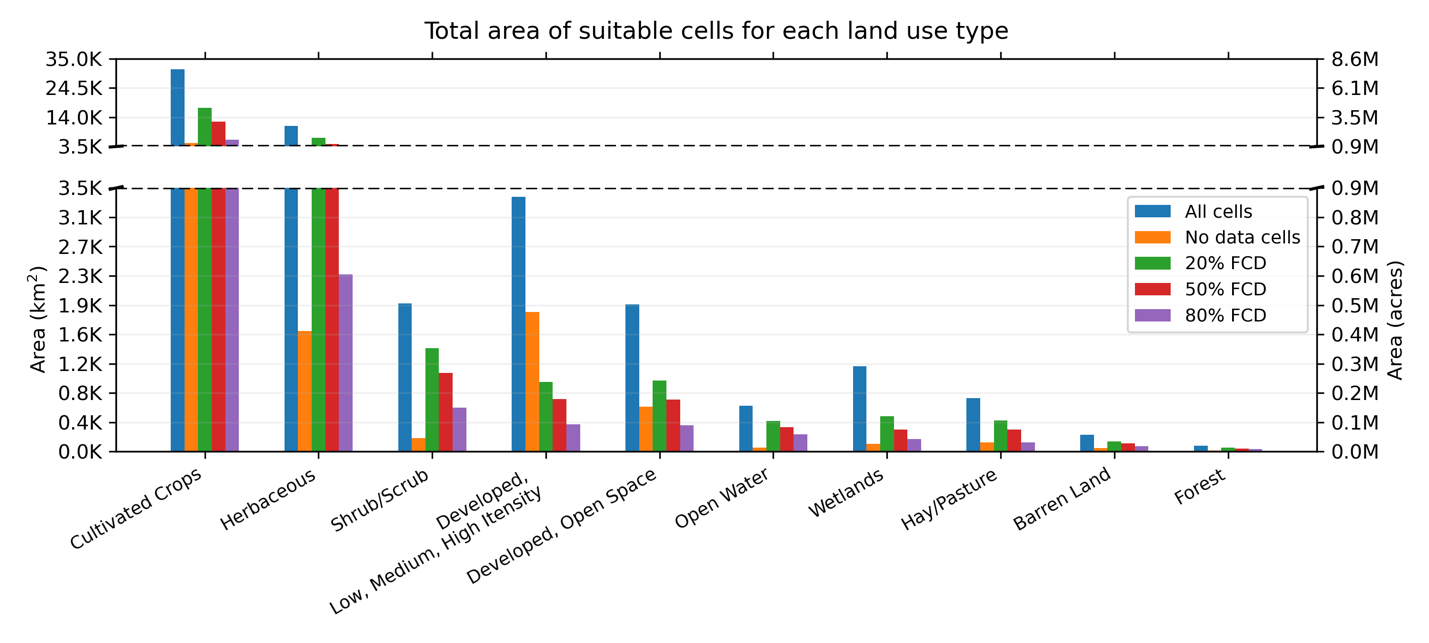 Total area of suitable cells for each land use type
35.0K
24.5K
14.0K
3.5K
8.6M
6.1M
3.5M
0.9M
3.5K
3.1K
2.7K
2.3K
1.9K
1.6K
1.2K
0.8K
0.4K
0.0K
Area (km²)
0.9M
0.8M
0.7M
0.6M
0.5M
0.4M
0.3M
0.2M
0.1M
0.0M
Area (acres)
All cells
No data cells
20% FCD
50% FCD
80% FCD
Cultivated Crops
Herbaceous
Shrub/Scrub
Developed,
Low, Medium, High Itensity
Developed, Open Space
Open Water
Wetlands
Hay/Pasture
Barren Land
Forest